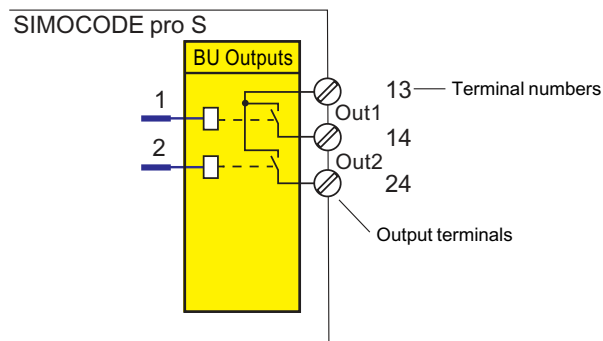 SIMOCODE pro S
BU Outputs
1
13
Terminal numbers
Out1
14
2
Out2
24
Output terminals